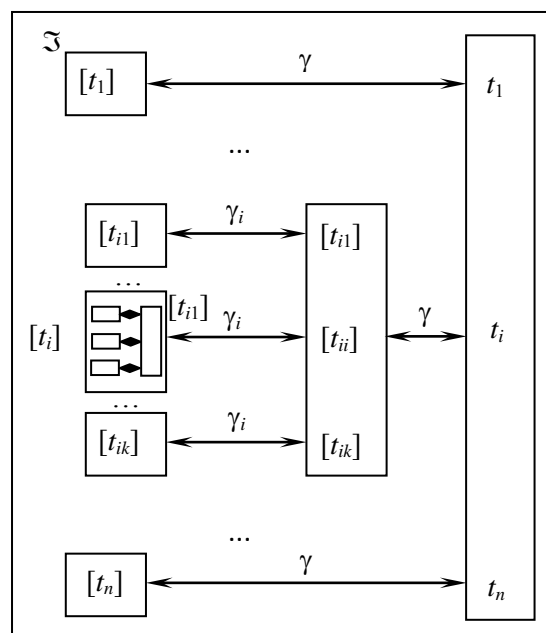 ℑ
γ
[t₁] t₁
...
γᵢ
[tᵢ₁] [tᵢ₁]
...
[tᵢ₁] γᵢ γ
[tᵢ] [tᵢᵢ] tᵢ
...
γᵢ
[tᵢₖ] [tᵢₖ]
...
γ
[tₙ] tₙ